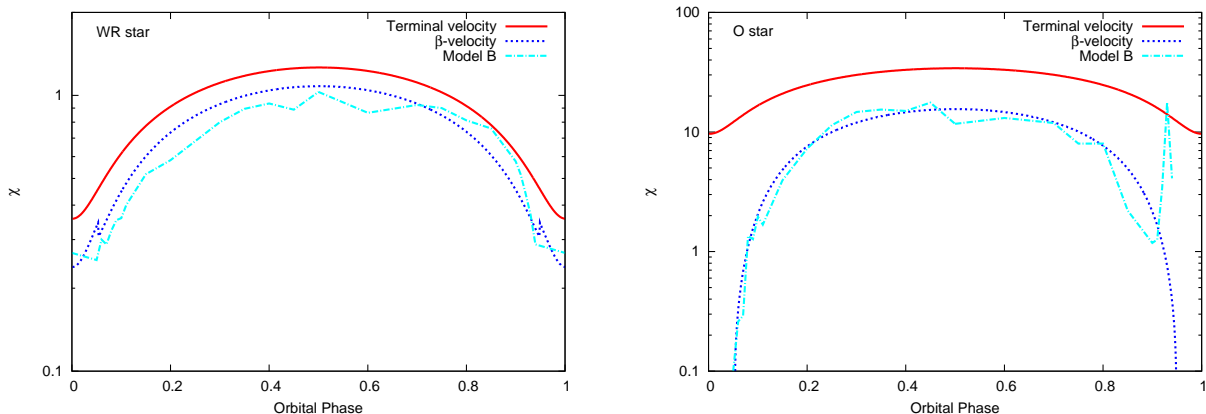 WR star
Terminal velocity
β-velocity
Model B
1
0.1
χ
0
0.2
0.4
0.6
0.8
1
Orbital Phase
O star
Terminal velocity
β-velocity
Model B
100
10
1
0.1
χ
0
0.2
0.4
0.6
0.8
1
Orbital Phase